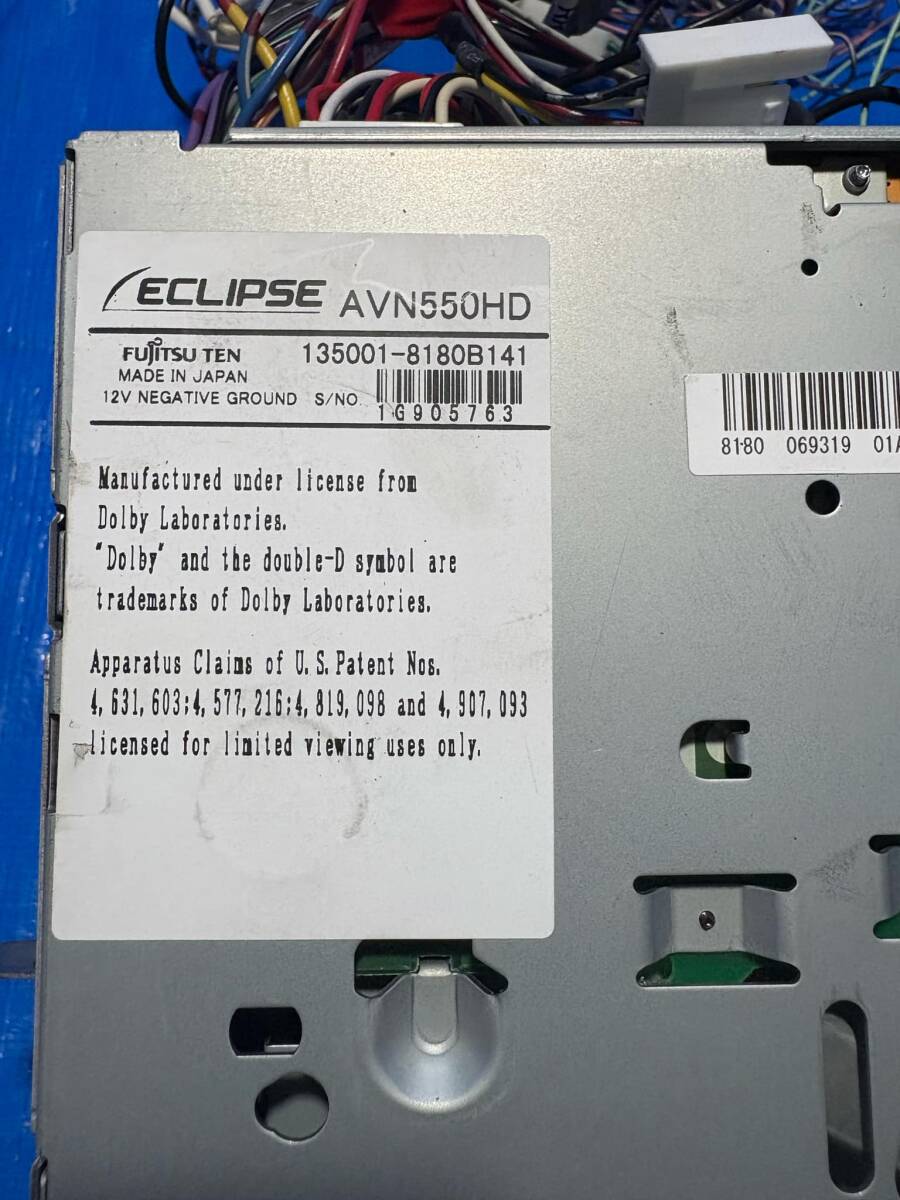 ECLIPSE AVN550HD
FUJITSU TEN 135001-8180B141
MADE IN JAPAN
12V NEGATIVE GROUND S/NO.
1G905763
Manufactured under license from
Dolby Laboratories.
"Dolby" and the double-D symbol are
trademarks of Dolby Laboratories.
Apparatus Claims of U.S.Patent Nos.
4,631,603;4,577,216;4,819,098 and 4,907,093
licensed for limited viewing uses only.
8180 069319 01A